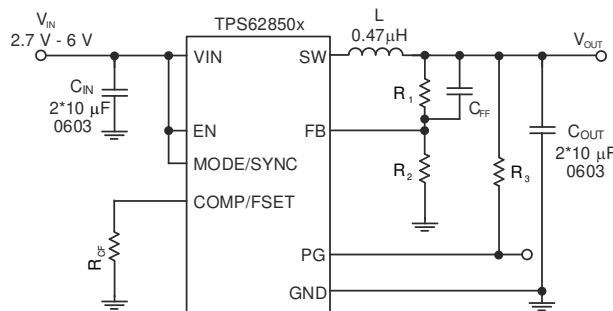 TPS62850x
V_IN
2.7 V - 6 V
C_IN
2*10 μF
0603
VIN
EN
MODE/SYNC
COMP/FSET
R_CF
SW
FB
PG
GND
L
0.47μH
R_1
C_FF
R_2
R_3
V_OUT
C_OUT
2*10 μF
0603